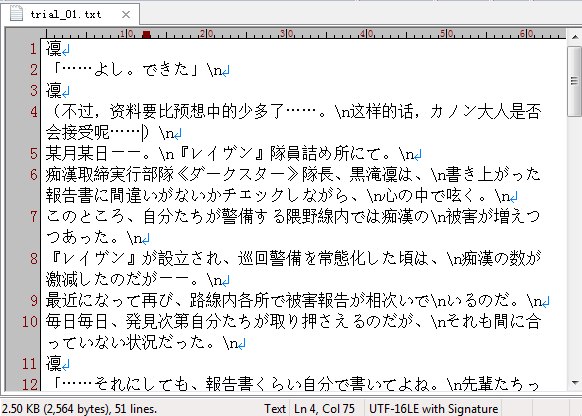 trial_01.txt
0 10 20 30 40 50 60
1 凛
2 「……よし。できた」\n
3 凛
4 (不过，资料要比预想中的少多了……。\n这样的话，カノン大人是否
会接受呢……)\n
5 某月某日ーー。\n『レイヴン』隊員詰め所にて。\n
6 痴漢取締実行部隊≪ダークスター≫隊長、黒滝凛は、\n書き上がった
報告書に間違いがないかチェックしながら、\n心の中で呟く。\n
7 このところ、自分たちが警備する隈野線内では痴漢の\n被害が増えつ
つあった。\n
8 『レイヴン』が設立され、巡回警備を常態化した頃は、\n痴漢の数が
激減したのだがーー。\n
9 最近になって再び、路線内各所で被害報告が相次いで\nいるのだ。\n
10 毎日毎日、発見次第自分たちが取り押さえるのだが、\nそれも間に合
っていない状況だった。\n
11 凛
12 「……それにしても、報告書くらい自分で書いてよね。\n先輩たちっ
2.50 KB (2,564 bytes), 51 lines. Text Ln 4, Col 75 UTF-16LE with Signature